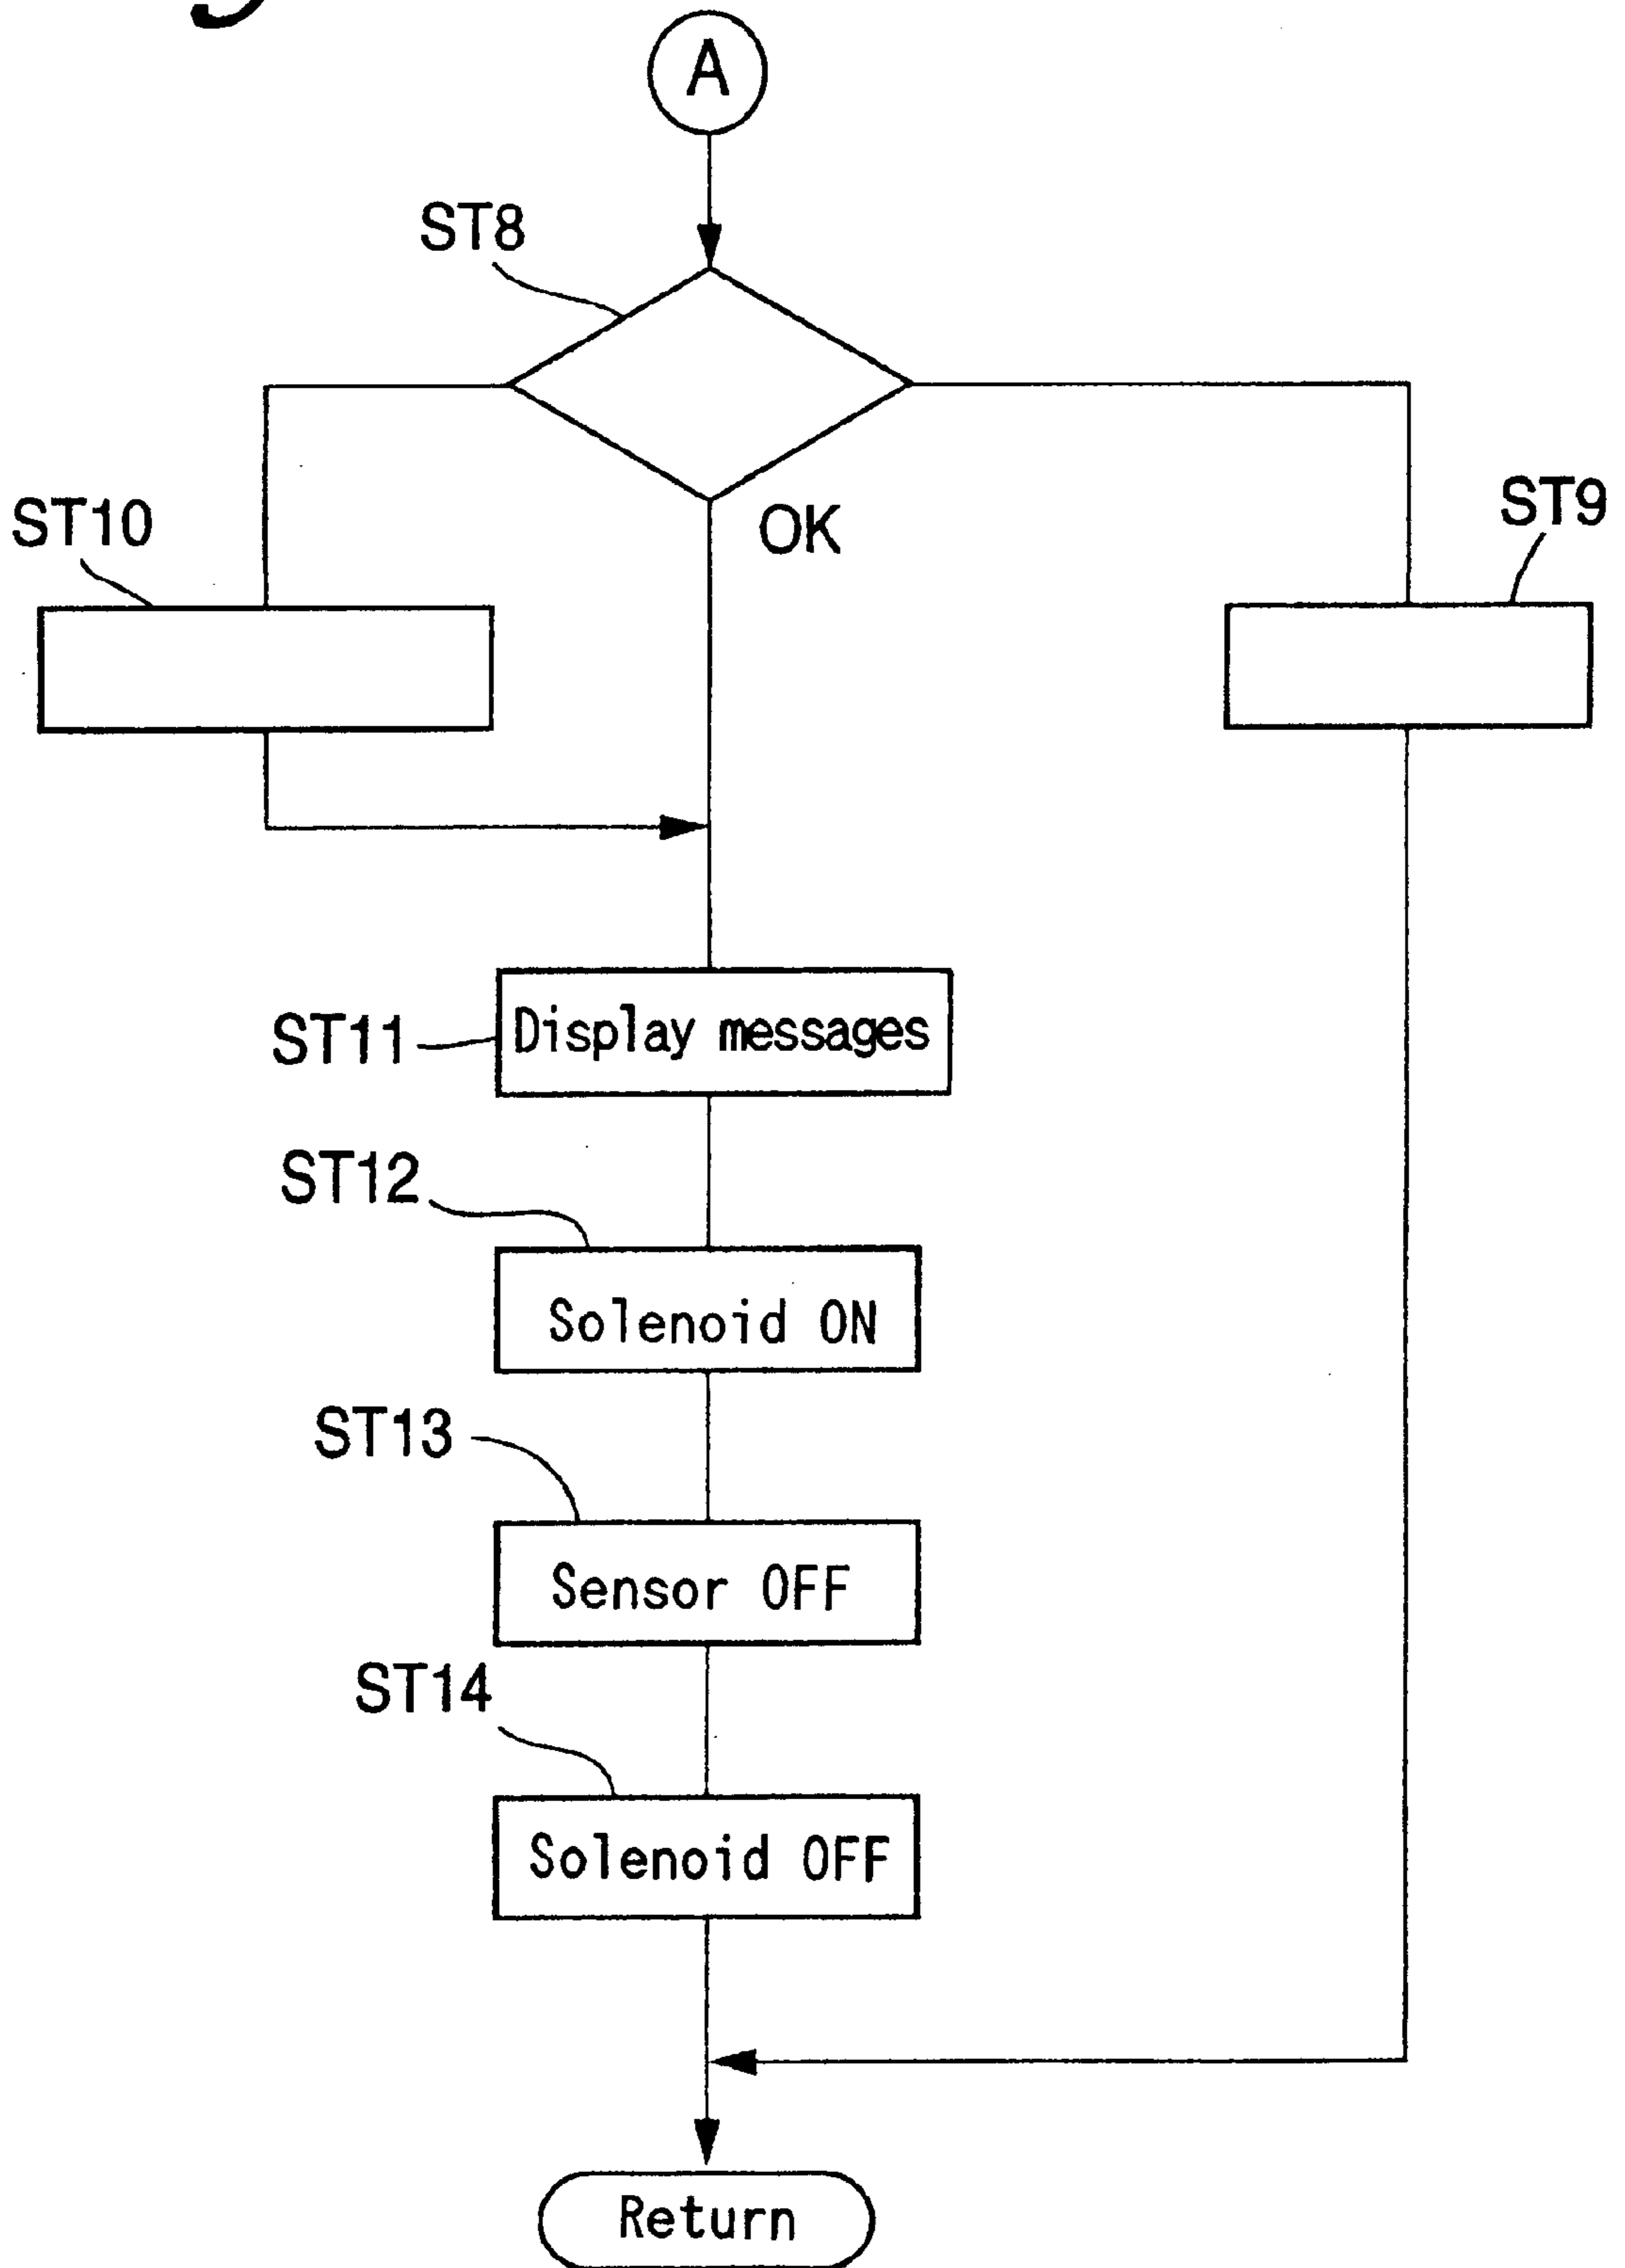 A
ST8
OK
ST10
ST9
ST11
Display messages
ST12
Solenoid ON
ST13
Sensor OFF
ST14
Solenoid OFF
Return